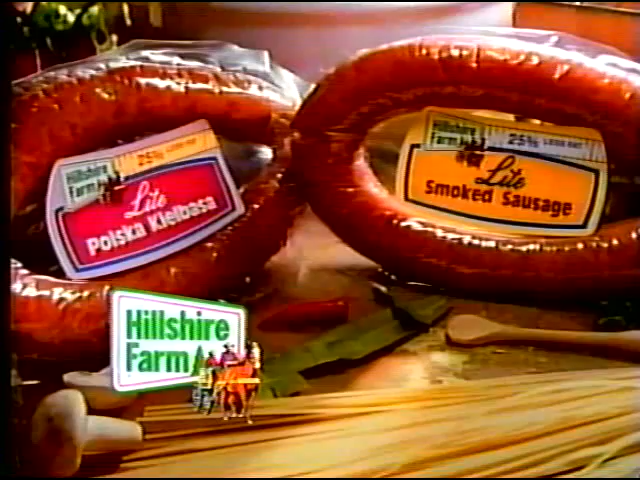 Hillshire
Farm
25% LESS FAT
Lite
Polska Kielbasa
Hillshire
Farm
25% LESS FAT
Lite
Smoked Sausage
Hillshire
Farm